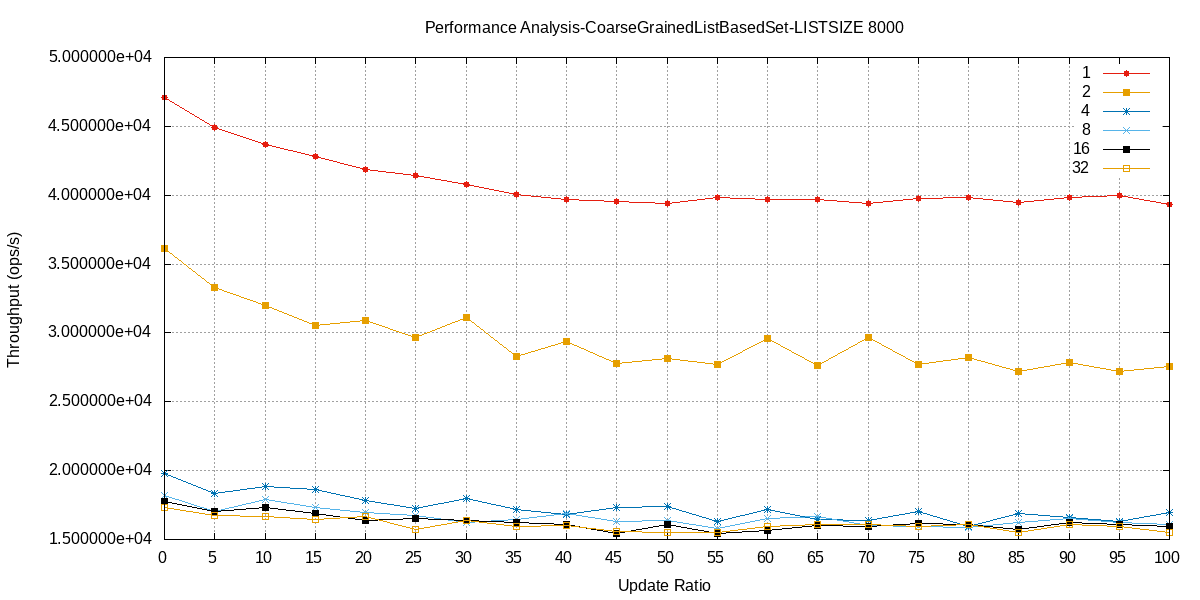 Performance Analysis-CoarseGrainedListBasedSet-LISTSIZE 8000
5.000000e+04
4.500000e+04
4.000000e+04
3.500000e+04
3.000000e+04
2.500000e+04
2.000000e+04
1.500000e+04
Throughput (ops/s)
1
2
4
8
16
32
0 5 10 15 20 25 30 35 40 45 50 55 60 65 70 75 80 85 90 95 100
Update Ratio